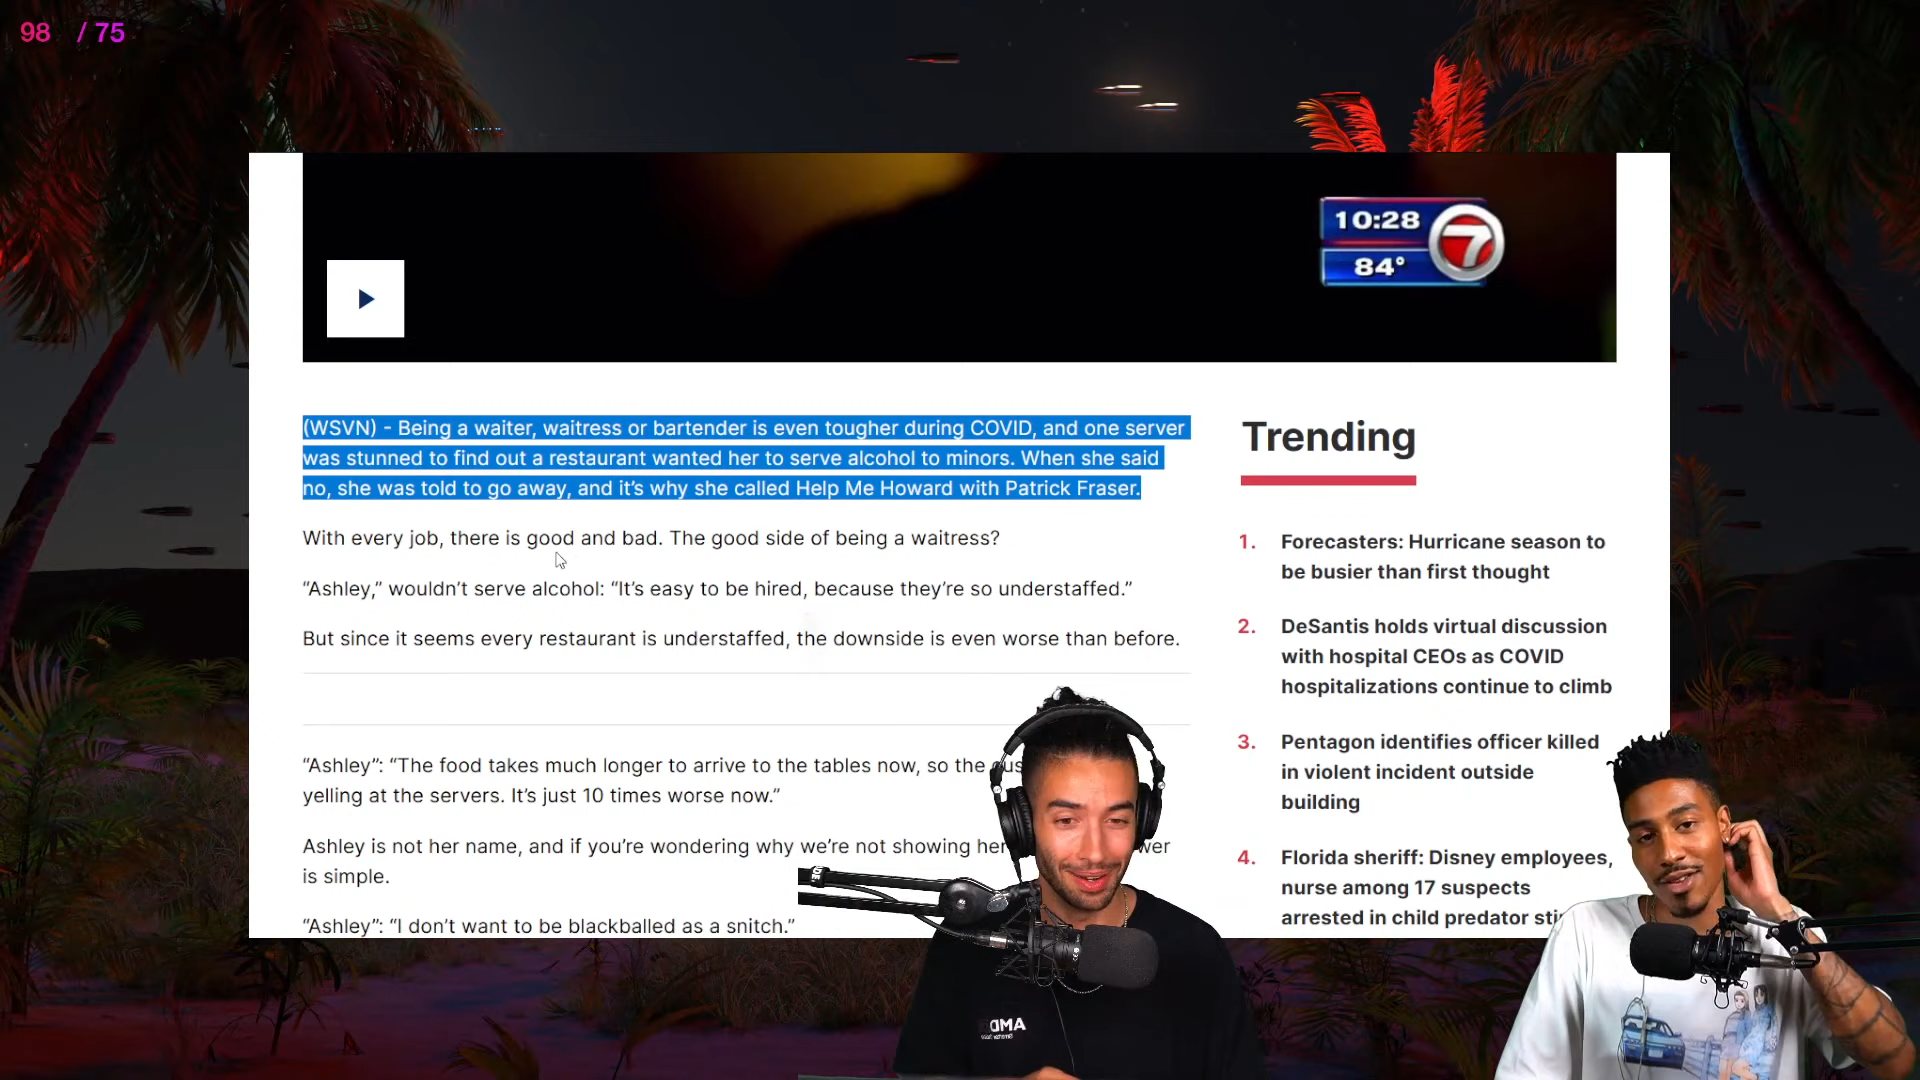 98 / 75
10:28
7
84°
(WSVN) - Being a waiter, waitress or bartender is even tougher during COVID, and one server
was stunned to find out a restaurant wanted her to serve alcohol to minors. When she said
no, she was told to go away, and it’s why she called Help Me Howard with Patrick Fraser.
With every job, there is good and bad. The good side of being a waitress?
“Ashley,” wouldn’t serve alcohol: “It’s easy to be hired, because they’re so understaffed.”
But since it seems every restaurant is understaffed, the downside is even worse than before.
“Ashley”: “The food takes much longer to arrive to the tables now, so the
yelling at the servers. It’s just 10 times worse now.”
Ashley is not her name, and if you’re wondering why we’re not showing her
is simple.
“Ashley”: “I don’t want to be blackballed as a snitch.”
Trending
1. Forecasters: Hurricane season to
be busier than first thought
2. DeSantis holds virtual discussion
with hospital CEOs as COVID
hospitalizations continue to climb
3. Pentagon identifies officer killed
in violent incident outside
building
4. Florida sheriff: Disney employees,
nurse among 17 suspects
arrested in child predator